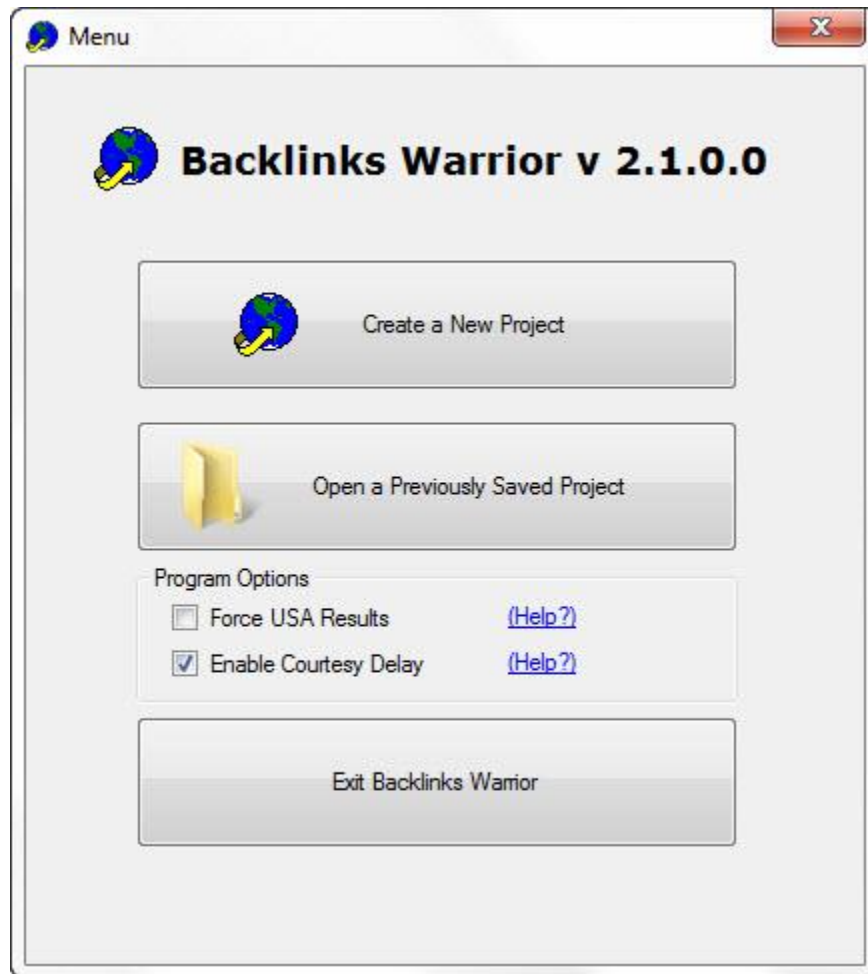 Menu
Backlinks Warrior v 2.1.0.0
Create a New Project
Open a Previously Saved Project
Program Options
Force USA Results (Help?)
Enable Courtesy Delay (Help?)
Exit Backlinks Warrior